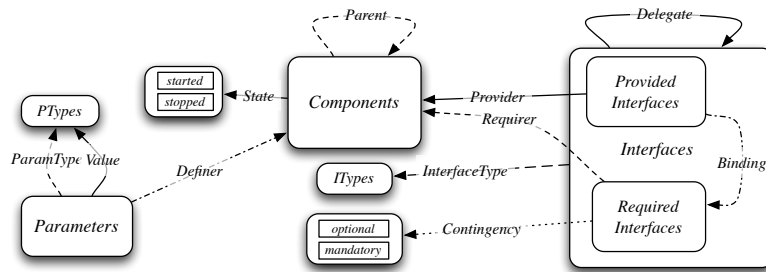 Parent
Delegate
started
stopped
State
Components
Provider
Provided
Interfaces
PTypes
Requirer
ParamType
Value
Definer
Interfaces
Binding
ITypes
InterfaceType
Parameters
Required
Interfaces
optional
mandatory
Contingency